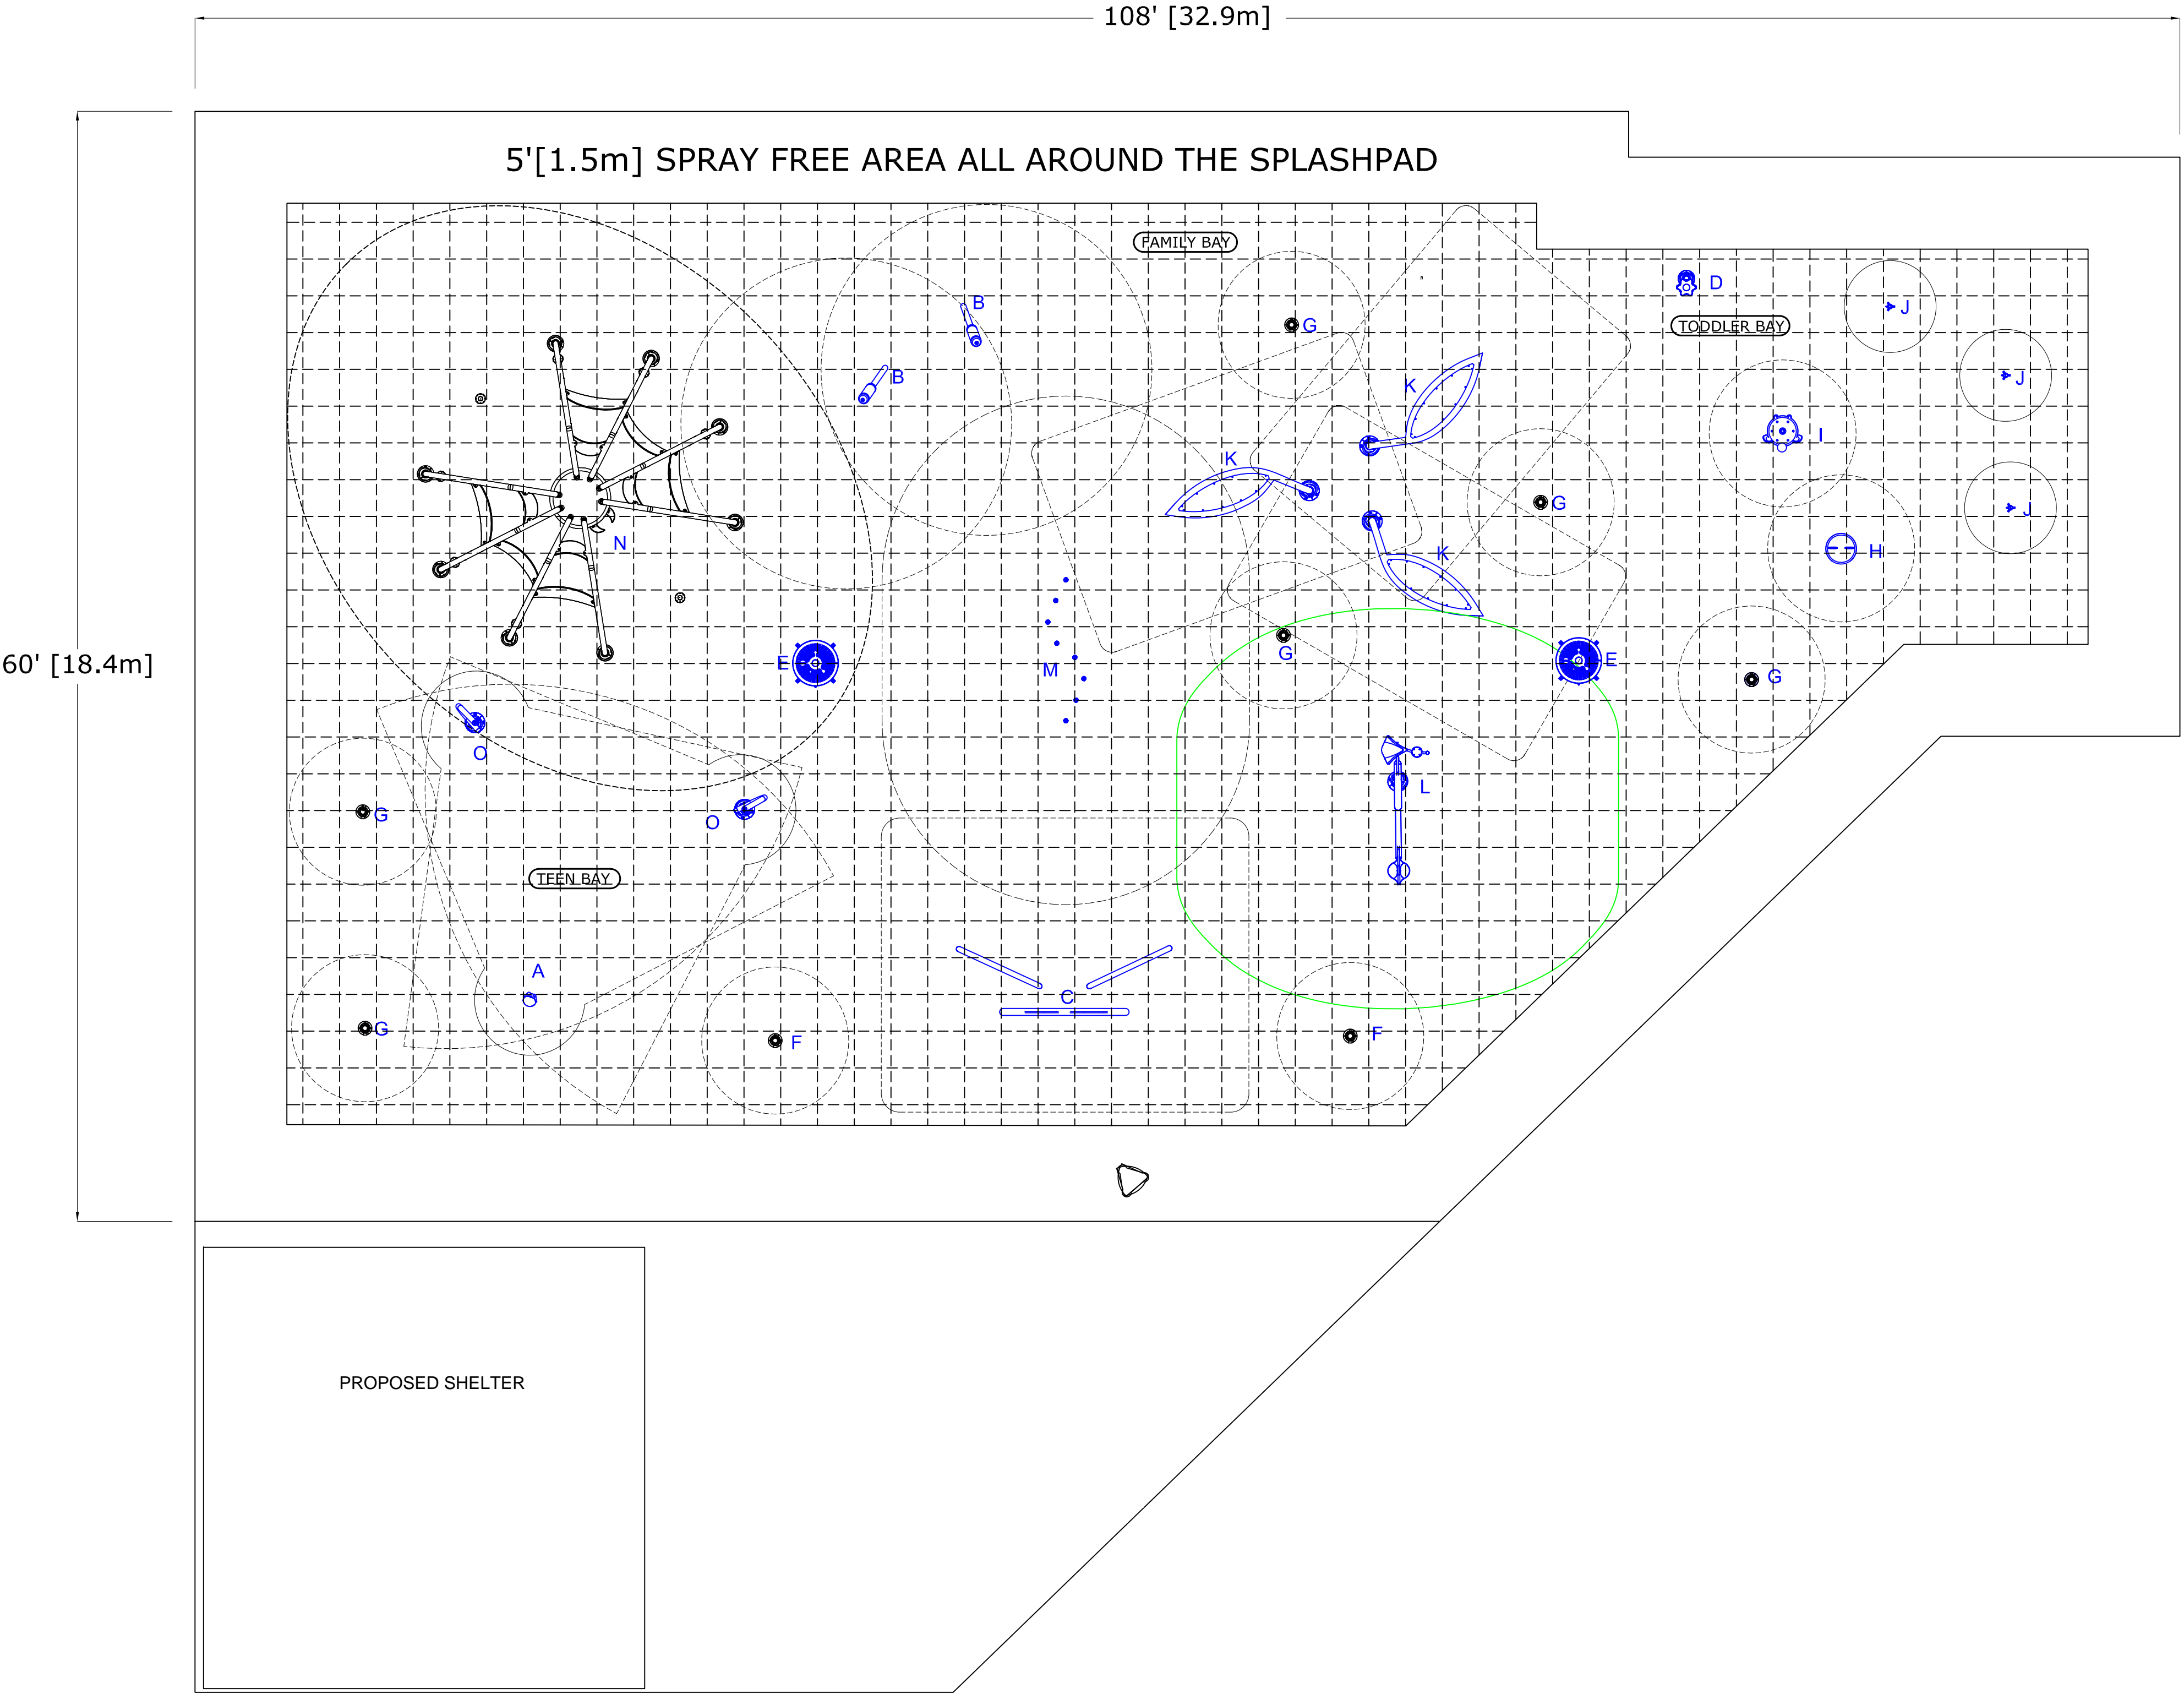 108' [32.9m]
5'[1.5m] SPRAY FREE AREA ALL AROUND THE SPLASHPAD
FAMILY BAY
D
B
J
G
TODDLER BAY
B
J
K
I
K
G
J
N
K
H
60' [18.4m]
E
M
G
E
G
O
L
G
O
TEEN BAY
A
C
G
F
F
PROPOSED SHELTER